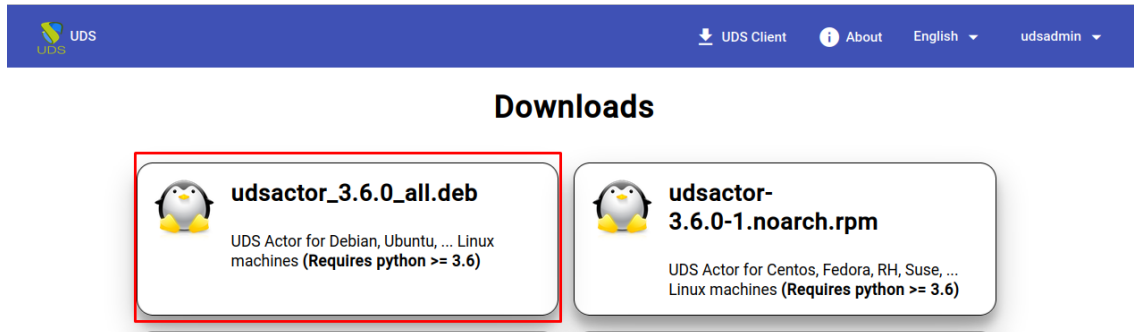 UDS
UDS
UDS Client
About
English
udsadmin
Downloads
udsactor_3.6.0_all.deb
UDS Actor for Debian, Ubuntu, ... Linux
machines (Requires python >= 3.6)
udsactor-
3.6.0-1.noarch.rpm
UDS Actor for Centos, Fedora, RH, Suse, ...
Linux machines (Requires python >= 3.6)